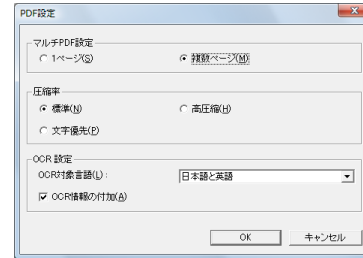 PDF設定
マルチPDF設定
1ページ(S)
複数ページ(M)
圧縮率
標準(N)
高圧縮(H)
文字優先(P)
OCR 設定
OCR対象言語(L):
日本語と英語
OCR情報の付加(A)
OK
キャンセル